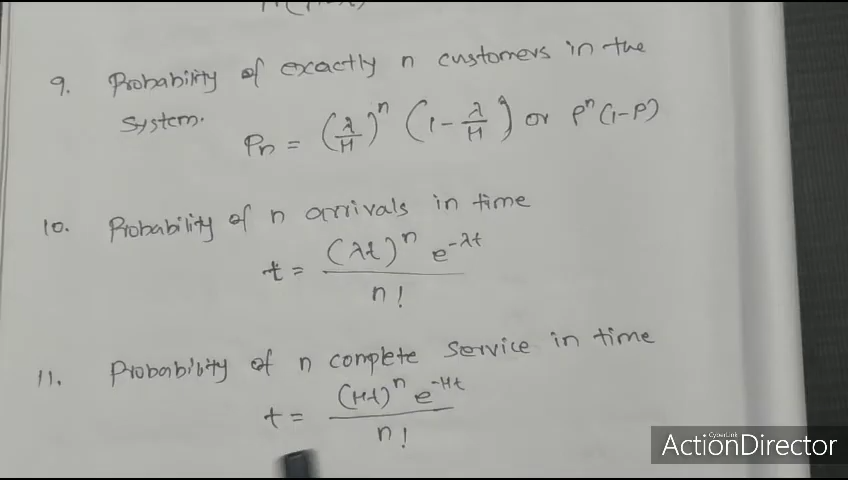 9. Probability of exactly n customers in the
system.
Pn = (λ/μ)^n (1 - λ/μ) or ρ^n (1-ρ)
10. Probability of n arrivals in time
t = (λt)^n e^-λt / n!
11. Probability of n complete service in time
t = (μt)^n e^-μt / n!
CyberLink
ActionDirector